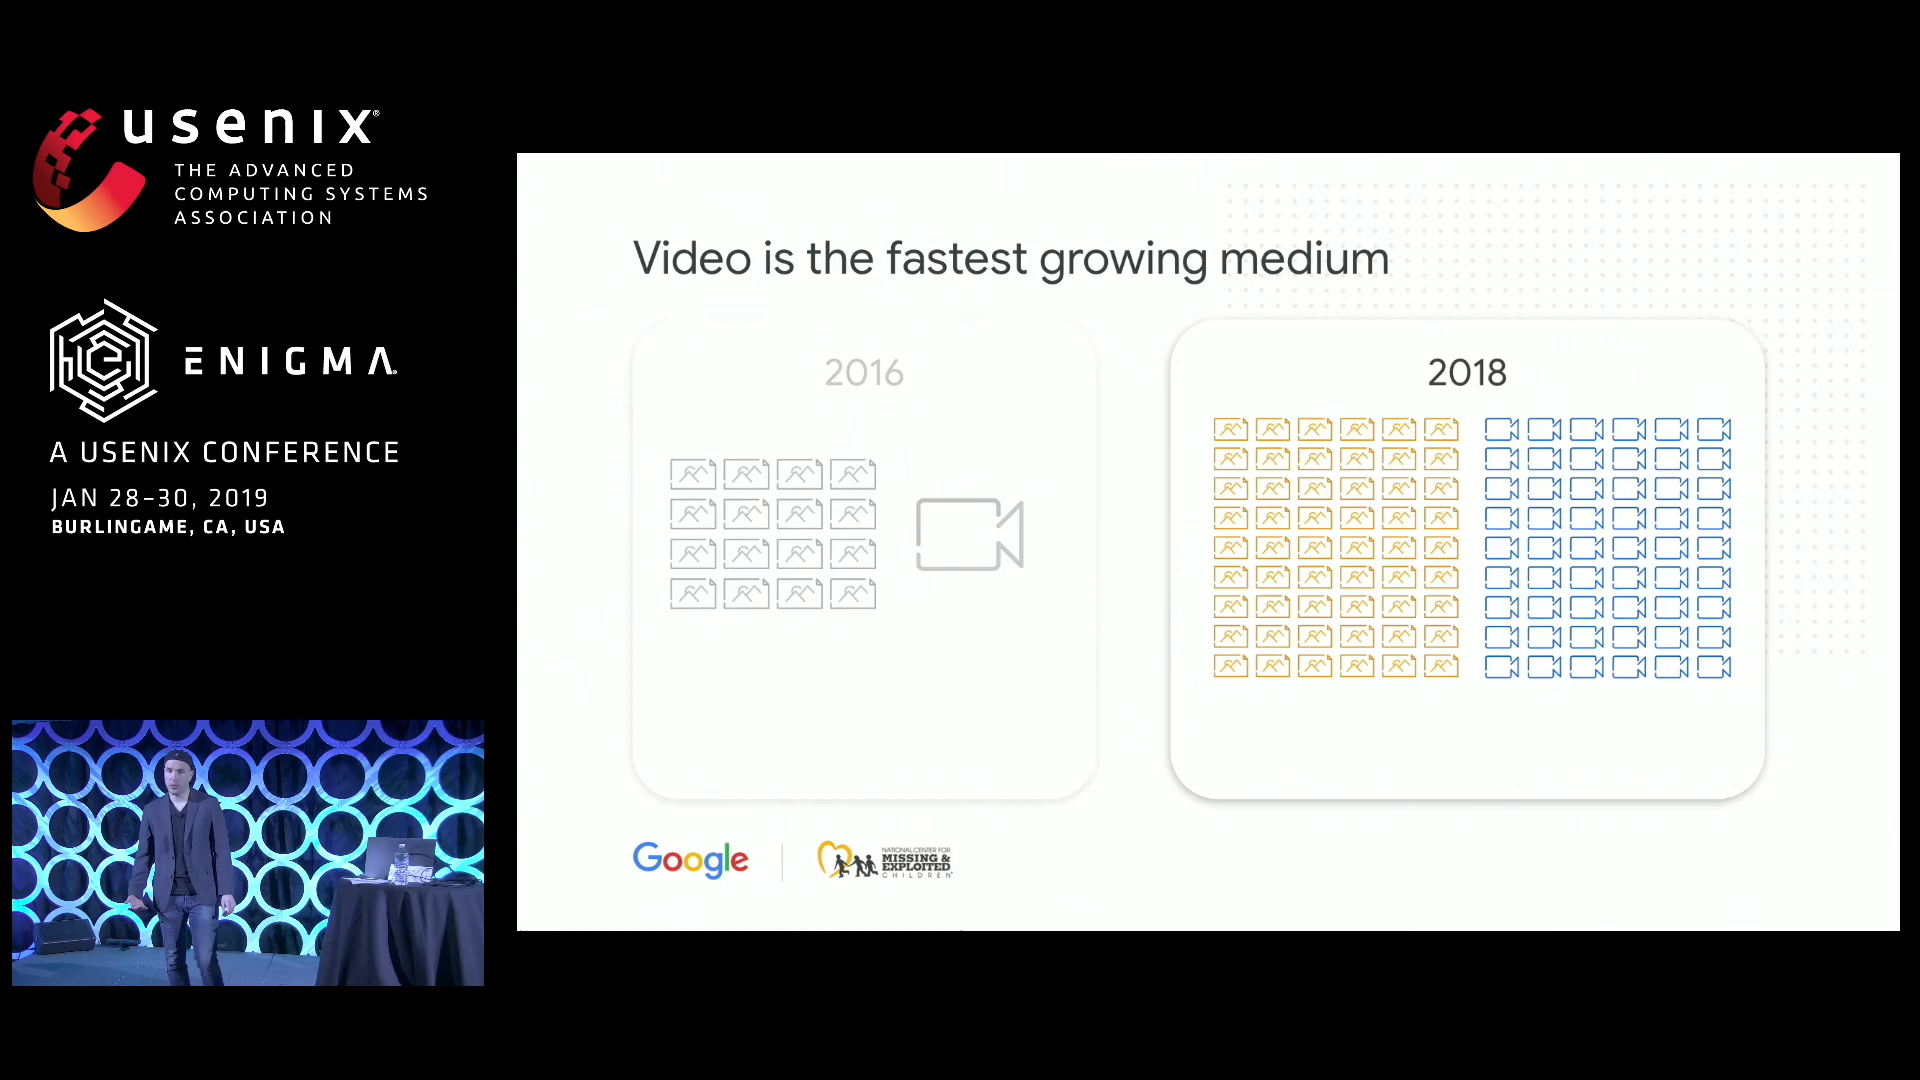 usenix®
THE ADVANCED
COMPUTING SYSTEMS
ASSOCIATION
ENIGMA.
A USENIX CONFERENCE
JAN 28–30, 2019
BURLINGAME, CA, USA
Video is the fastest growing medium
2016
2018
Google
NATIONAL CENTER FOR
MISSING &
EXPLOITED
CHILDREN®